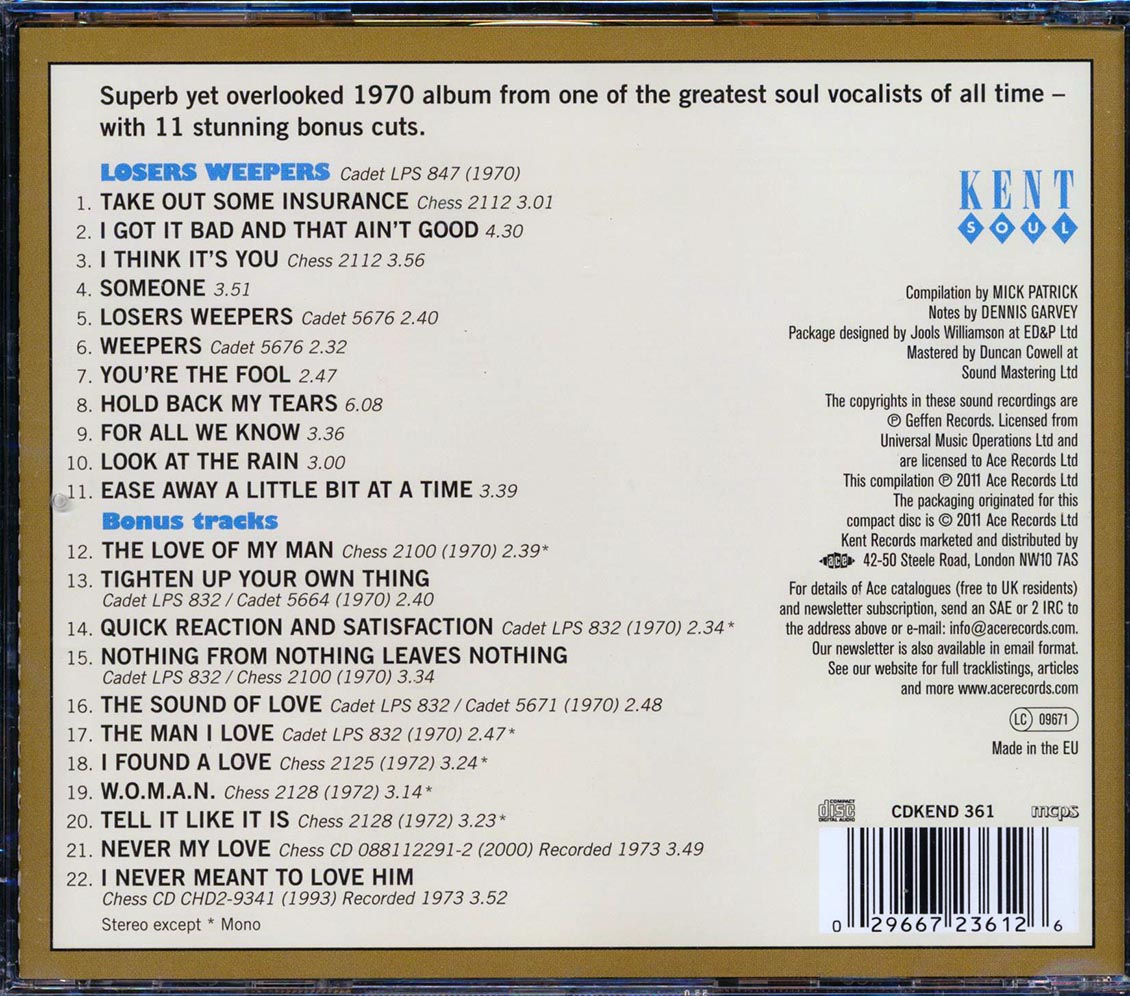 Superb yet overlooked 1970 album from one of the greatest soul vocalists of all time –
with 11 stunning bonus cuts.
LOSERS WEEPERS Cadet LPS 847 (1970)
1. TAKE OUT SOME INSURANCE Chess 2112 3.01
2. I GOT IT BAD AND THAT AIN'T GOOD 4.30
3. I THINK IT'S YOU Chess 2112 3.56
4. SOMEONE 3.51
5. LOSERS WEEPERS Cadet 5676 2.40
6. WEEPERS Cadet 5676 2.32
7. YOU'RE THE FOOL 2.47
8. HOLD BACK MY TEARS 6.08
9. FOR ALL WE KNOW 3.36
10. LOOK AT THE RAIN 3.00
11. EASE AWAY A LITTLE BIT AT A TIME 3.39
Bonus tracks
12. THE LOVE OF MY MAN Chess 2100 (1970) 2.39*
13. TIGHTEN UP YOUR OWN THING
Cadet LPS 832 / Cadet 5664 (1970) 2.40
14. QUICK REACTION AND SATISFACTION Cadet LPS 832 (1970) 2.34*
15. NOTHING FROM NOTHING LEAVES NOTHING
Cadet LPS 832 / Chess 2100 (1970) 3.34
16. THE SOUND OF LOVE Cadet LPS 832 / Cadet 5671 (1970) 2.48
17. THE MAN I LOVE Cadet LPS 832 (1970) 2.47*
18. I FOUND A LOVE Chess 2125 (1972) 3.24*
19. W.O.M.A.N. Chess 2128 (1972) 3.14*
20. TELL IT LIKE IT IS Chess 2128 (1972) 3.23*
21. NEVER MY LOVE Chess CD 088112291-2 (2000) Recorded 1973 3.49
22. I NEVER MEANT TO LOVE HIM
Chess CD CHD2-9341 (1993) Recorded 1973 3.52
Stereo except * Mono
KENT
SOUL
Compilation by MICK PATRICK
Notes by DENNIS GARVEY
Package designed by Jools Williamson at ED&P Ltd
Mastered by Duncan Cowell at
Sound Mastering Ltd
The copyrights in these sound recordings are
℗ Geffen Records. Licensed from
Universal Music Operations Ltd and
are licensed to Ace Records Ltd
This compilation ℗ 2011 Ace Records Ltd
The packaging originated for this
compact disc is © 2011 Ace Records Ltd
Kent Records marketed and distributed by
ace 42-50 Steele Road, London NW10 7AS
For details of Ace catalogues (free to UK residents)
and newsletter subscription, send an SAE or 2 IRC to
the address above or e-mail: info@acerecords.com.
Our newsletter is also available in email format.
See our website for full tracklistings, articles
and more www.acerecords.com
LC 09671
Made in the EU
COMPACT disc DIGITAL AUDIO CDKEND 361 mcps
0 29667 23612 6